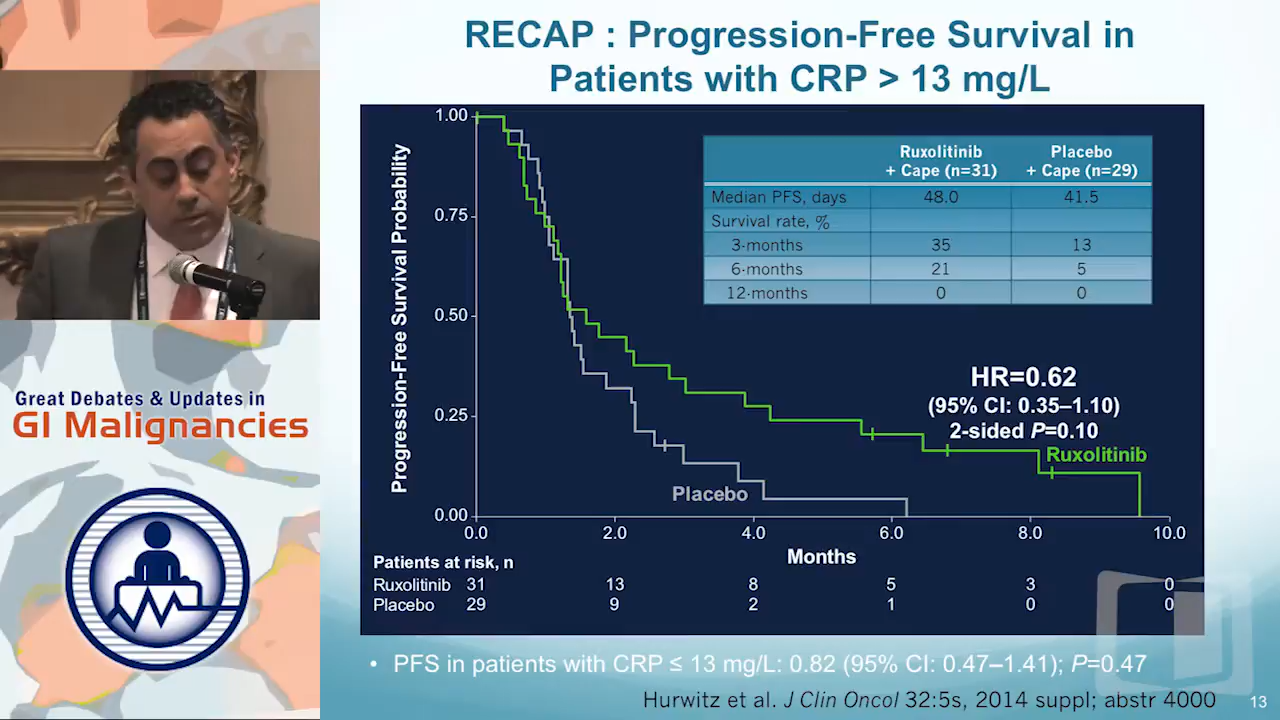 RECAP : Progression-Free Survival in
Patients with CRP > 13 mg/L
Progression-Free Survival Probability
1.00
0.75
0.50
0.25
0.00
0.0 2.0 4.0 6.0 8.0 10.0
Months
Ruxolitinib + Cape (n=31) Placebo + Cape (n=29)
Median PFS, days 48.0 41.5
Survival rate, %
3-months 35 13
6-months 21 5
12-months 0 0
HR=0.62
(95% CI: 0.35–1.10)
2-sided P=0.10
Ruxolitinib
Placebo
Patients at risk, n
Ruxolitinib 31 13 8 5 3 0
Placebo 29 9 2 1 0 0
• PFS in patients with CRP ≤ 13 mg/L: 0.82 (95% CI: 0.47–1.41); P=0.47
Hurwitz et al. J Clin Oncol 32:5s, 2014 suppl; abstr 4000
13
Great Debates & Updates in
GI Malignancies